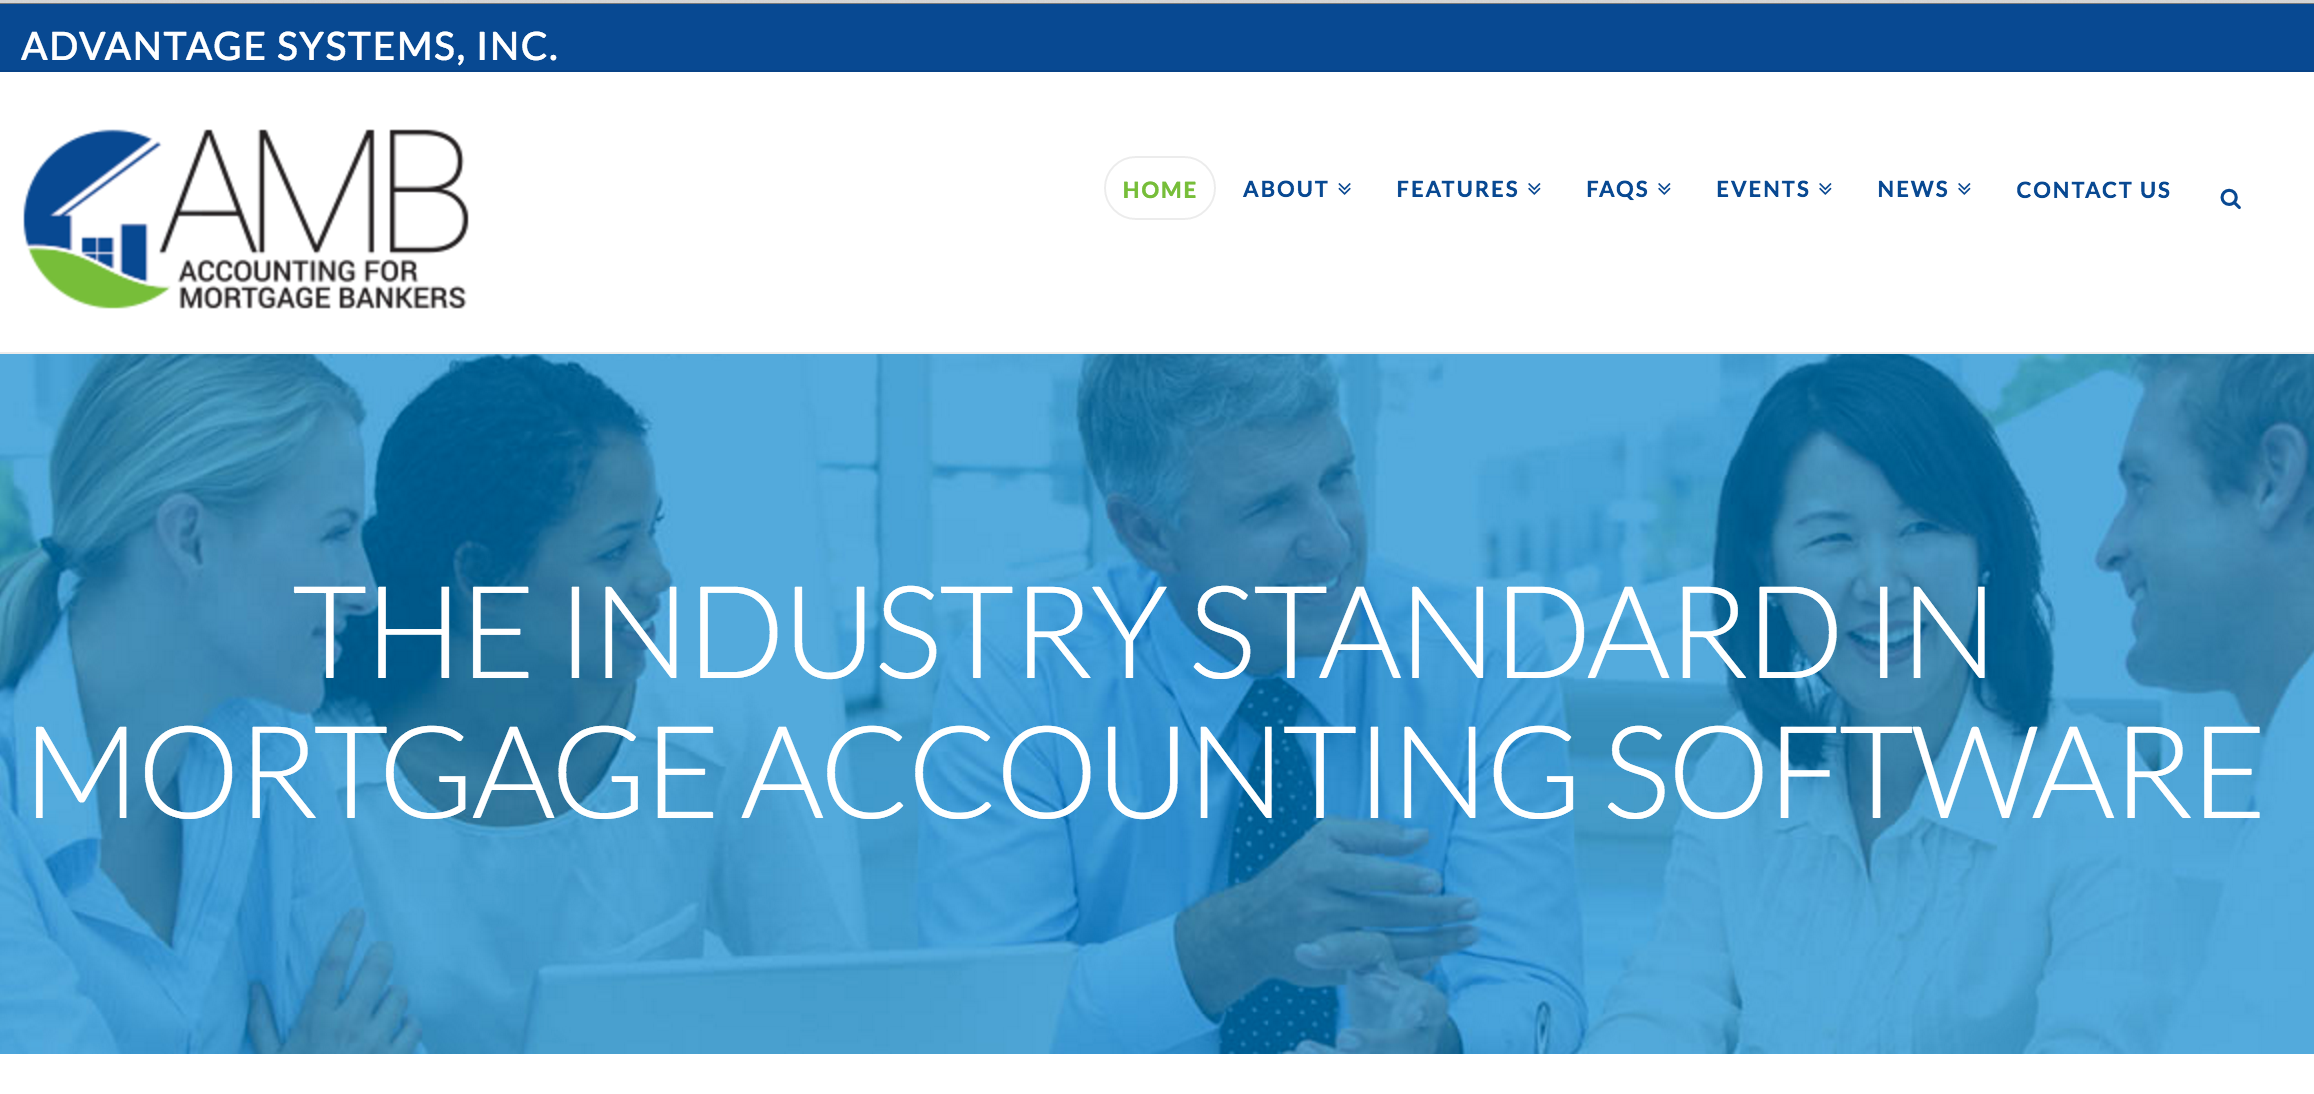 ADVANTAGE SYSTEMS, INC.
AMB
ACCOUNTING FOR
MORTGAGE BANKERS
HOME ABOUT FEATURES FAQS EVENTS NEWS CONTACT US
THE INDUSTRY STANDARD IN
MORTGAGE ACCOUNTING SOFTWARE